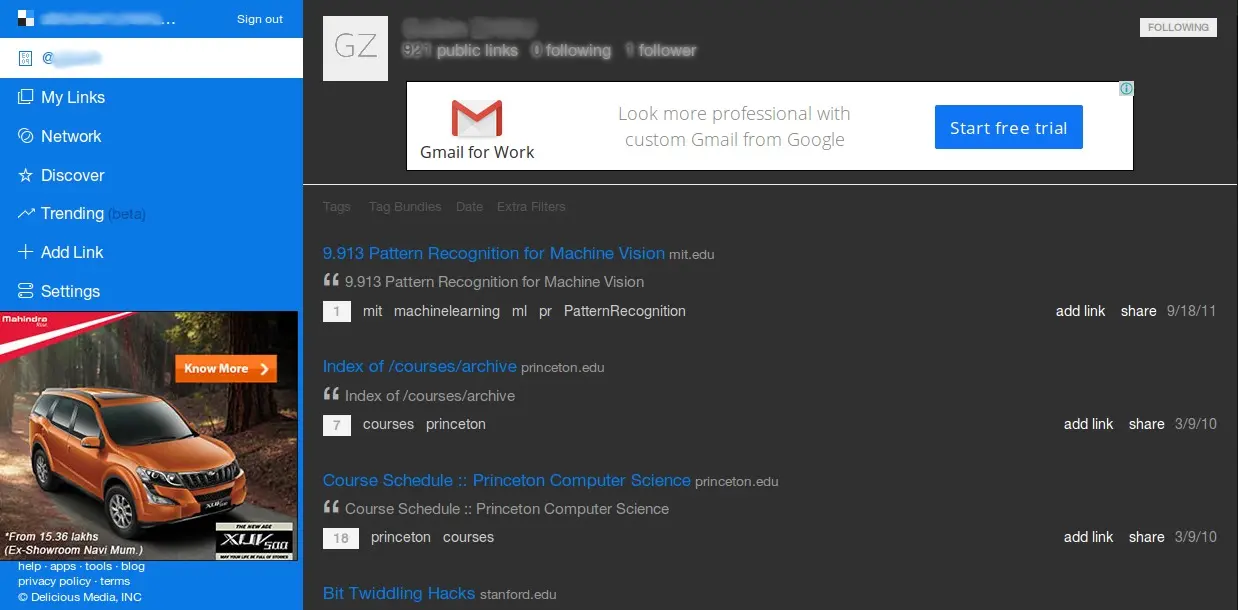 Sign out
@
My Links
Network
Discover
Trending (beta)
Add Link
Settings
Mahindra
Rise.
Know More
*From 15.36 lakhs
(Ex-Showroom Navi Mum.)
THE NEW AGE
XUV500
MAY YOUR LIFE BE FULL OF STORIES
help · apps · tools · blog
privacy policy · terms
© Delicious Media, INC
GZ
921 public links 0 following 1 follower
FOLLOWING
Gmail for Work
Look more professional with
custom Gmail from Google
Start free trial
Tags Tag Bundles Date Extra Filters
9.913 Pattern Recognition for Machine Vision mit.edu
“ 9.913 Pattern Recognition for Machine Vision
1 mit machinelearning ml pr PatternRecognition add link share 9/18/11
Index of /courses/archive princeton.edu
“ Index of /courses/archive
7 courses princeton add link share 3/9/10
Course Schedule :: Princeton Computer Science princeton.edu
“ Course Schedule :: Princeton Computer Science
18 princeton courses add link share 3/9/10
Bit Twiddling Hacks stanford.edu